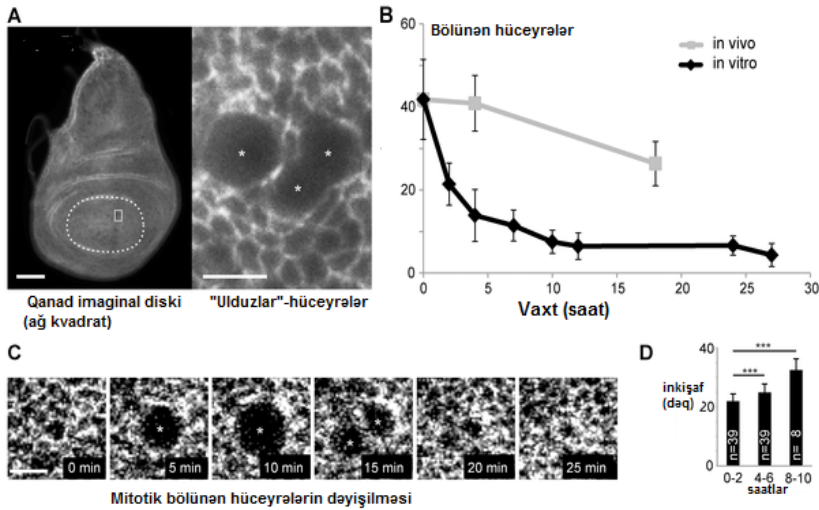 A
Qanad imaginal diski
(ağ kvadrat)
*
*
*
"Ulduzlar"-hüceyrələr
B
Bölünən hüceyrələr
in vivo
in vitro
60
40
20
0
0
5
10
15
20
25
30
Vaxt (saat)
C
0 min
*
5 min
*
10 min
*
*
15 min
20 min
25 min
Mitotik bölünən hüceyrələrin dəyişilməsi
D
inkişaf
(dəq)
40
20
0
***
***
n=39
n=39
n= 8
0-2
4-6
8-10
saatlar